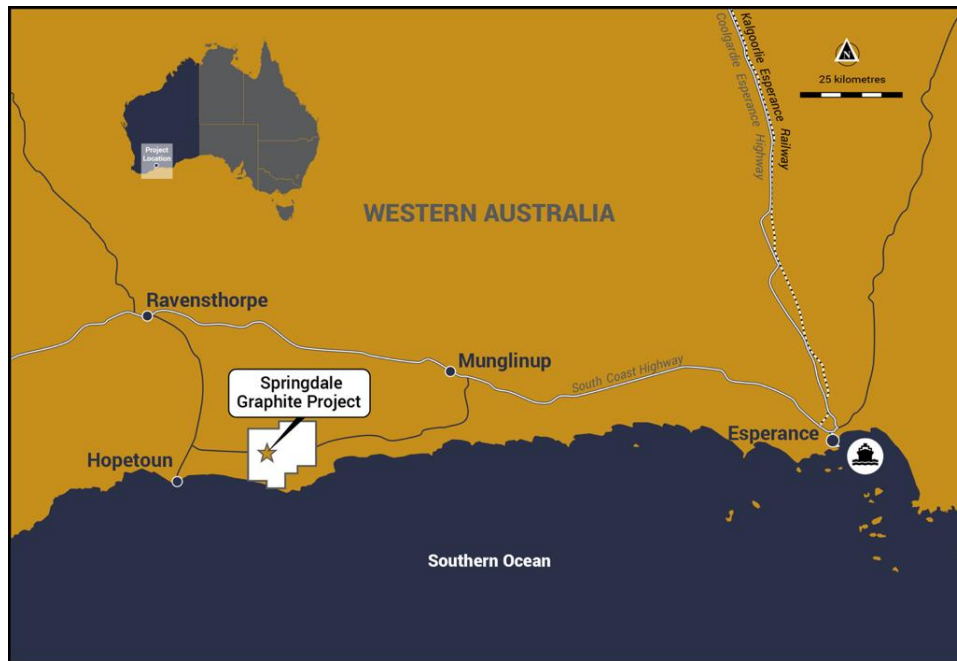 Project
Location
N
25 kilometres
Kalgoorlie Esperance Railway
Coolgardie Esperance Highway
WESTERN AUSTRALIA
Ravensthorpe
Munglinup
South Coast Highway
Springdale
Graphite Project
Esperance
Hopetoun
Southern Ocean